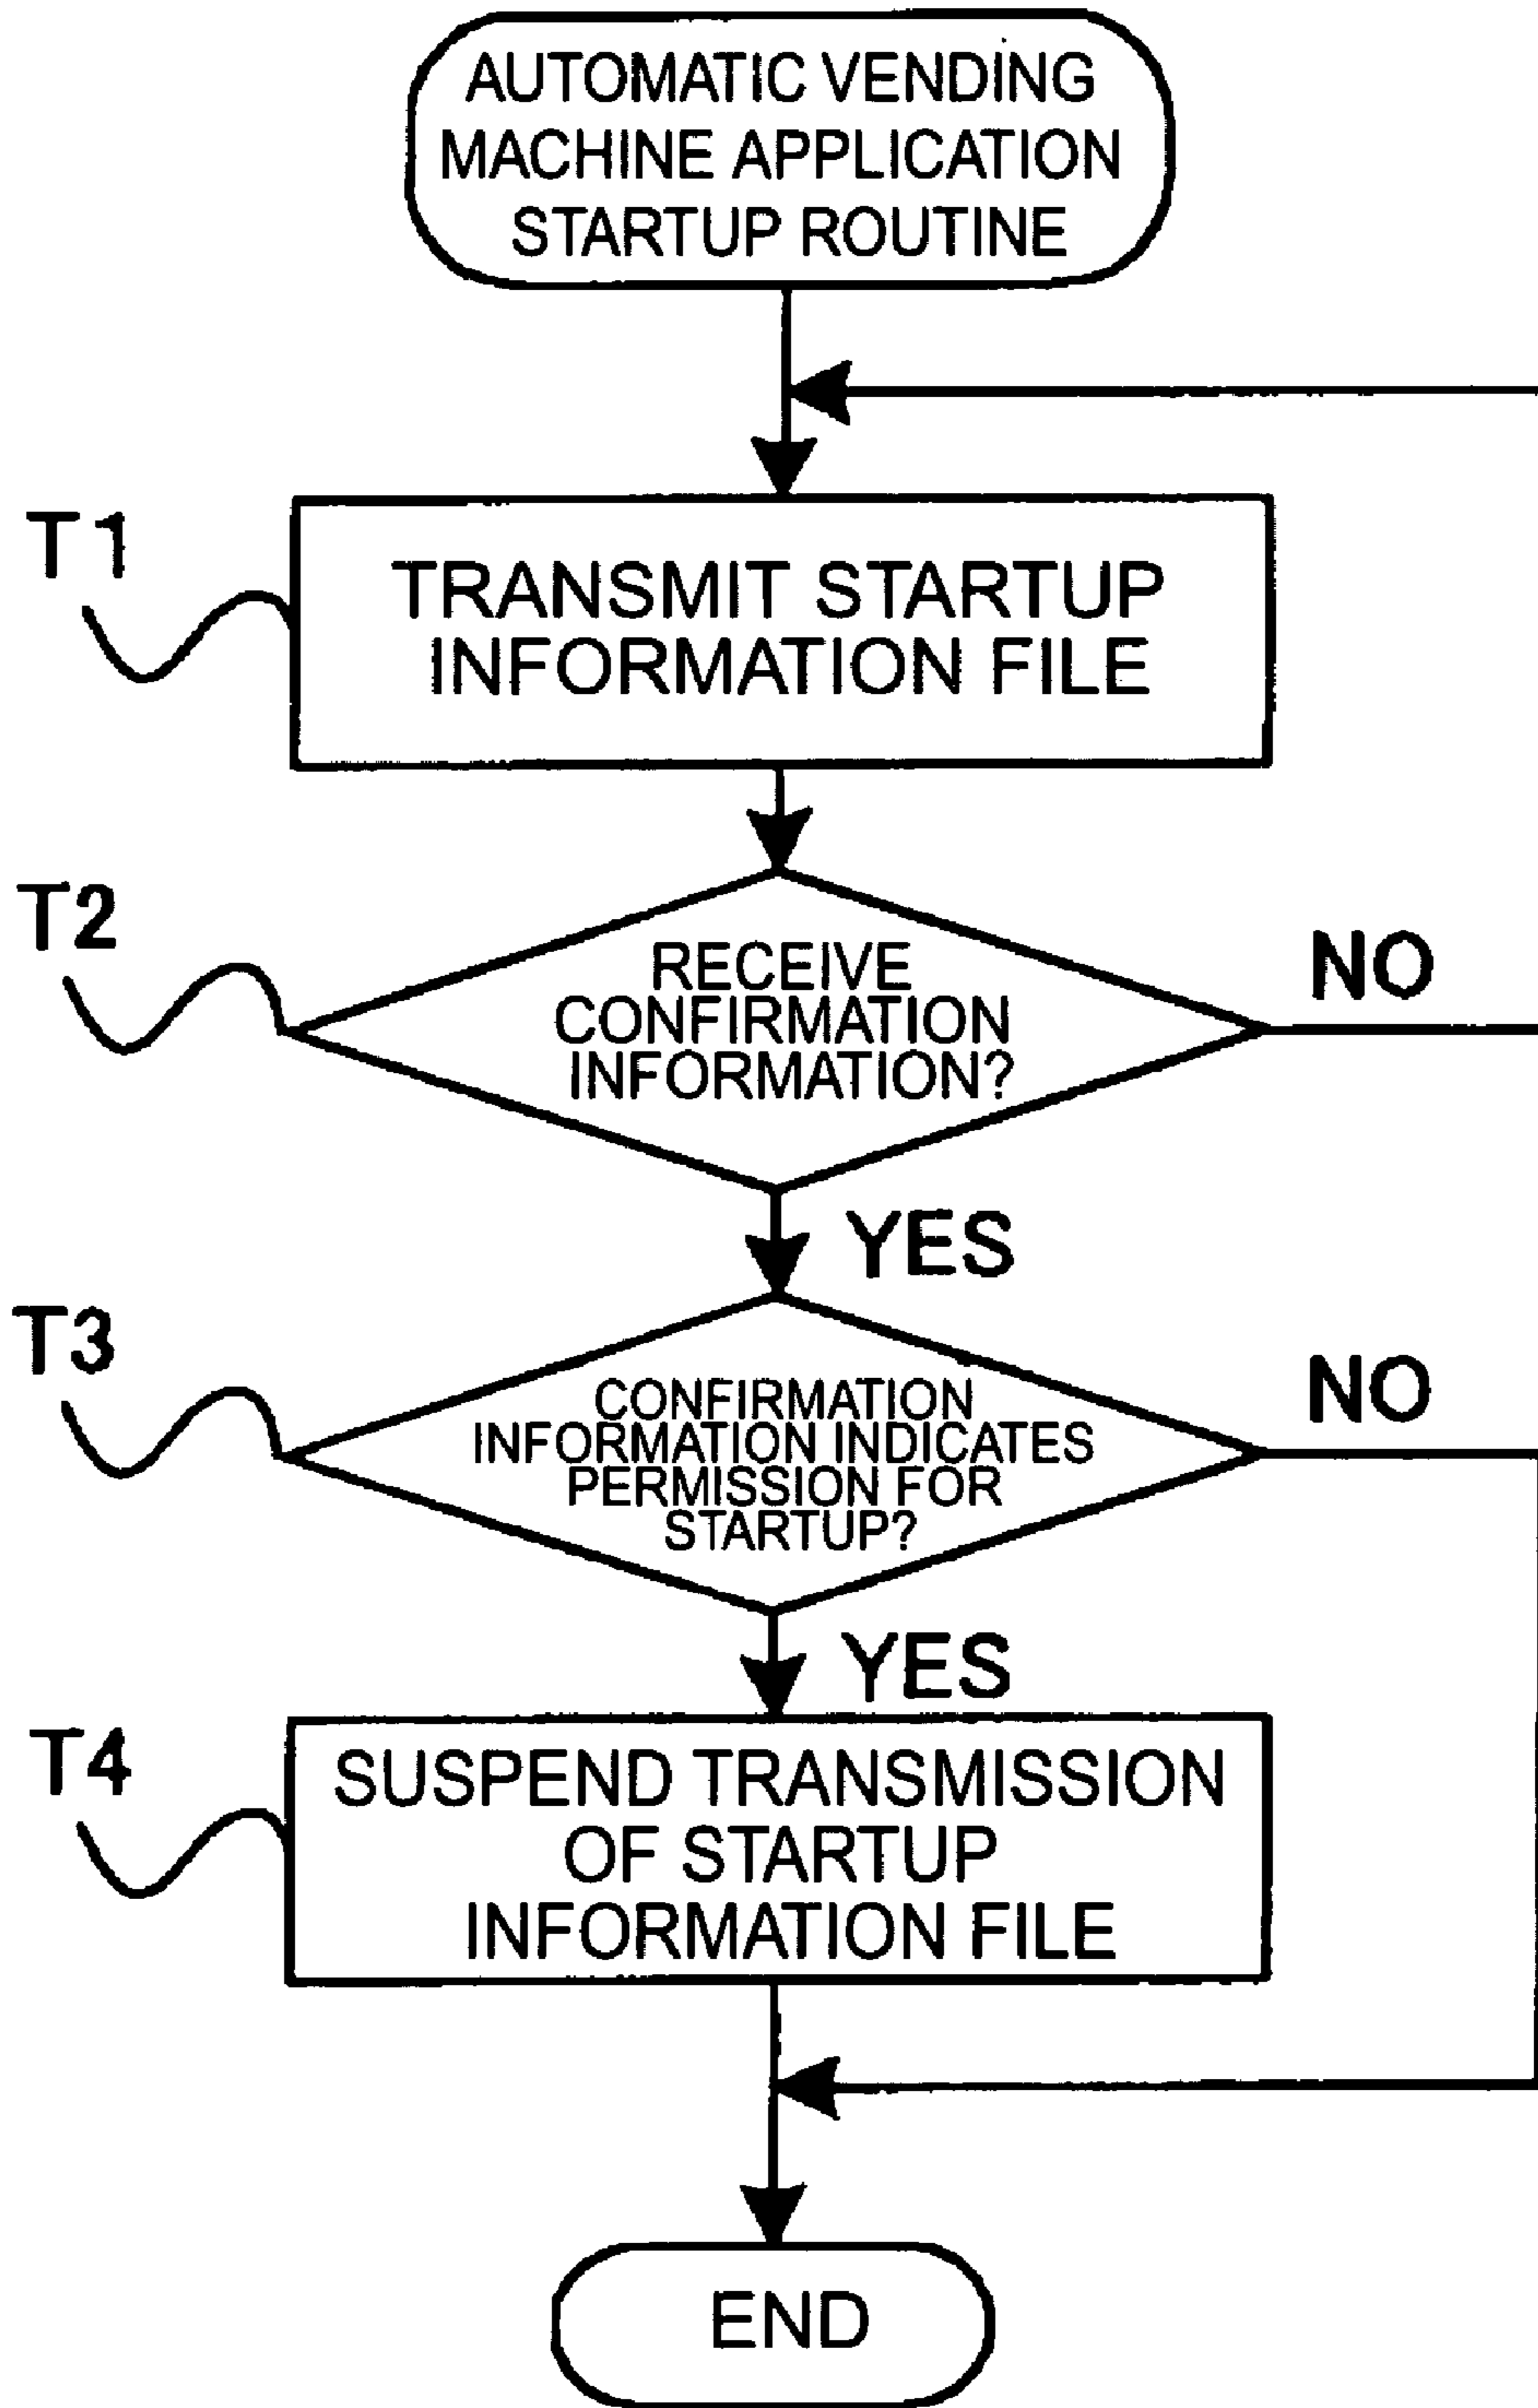 AUTOMATIC VENDING
MACHINE APPLICATION
STARTUP ROUTINE
T1
TRANSMIT STARTUP
INFORMATION FILE
T2
RECEIVE
CONFIRMATION
INFORMATION?
NO
YES
T3
CONFIRMATION
INFORMATION INDICATES
PERMISSION FOR
STARTUP?
NO
YES
T4
SUSPEND TRANSMISSION
OF STARTUP
INFORMATION FILE
END